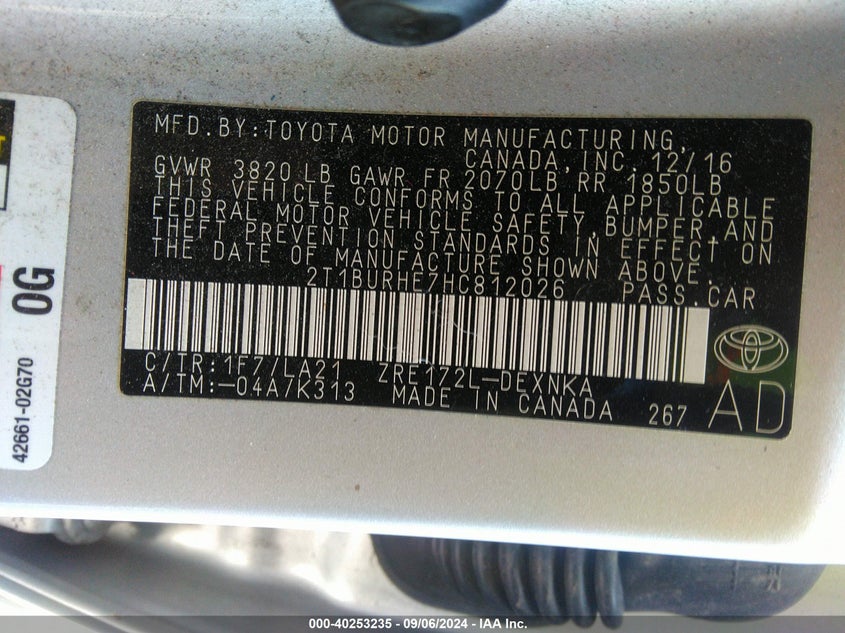 MFD.BY:TOYOTA MOTOR MANUFACTURING,
CANADA,INC. 12/16
GVWR 3820 LB GAWR FR 2070LB RR 1850LB
THIS VEHICLE CONFORMS TO ALL APPLICABLE
FEDERAL MOTOR VEHICLE SAFETY,BUMPER,AND
THEFT PREVENTION STANDARDS IN EFFECT ON
THE DATE OF MANUFACTURE SHOWN ABOVE.
2T1BURHE7HC812026 PASS.CAR
C/TR:1F7/LA21 ZRE172L-DEXNKA
A/TM:-04A/K313 MADE IN CANADA 267
AD
0G
42661-02G70
000-40253235 - 09/06/2024 - IAA Inc.